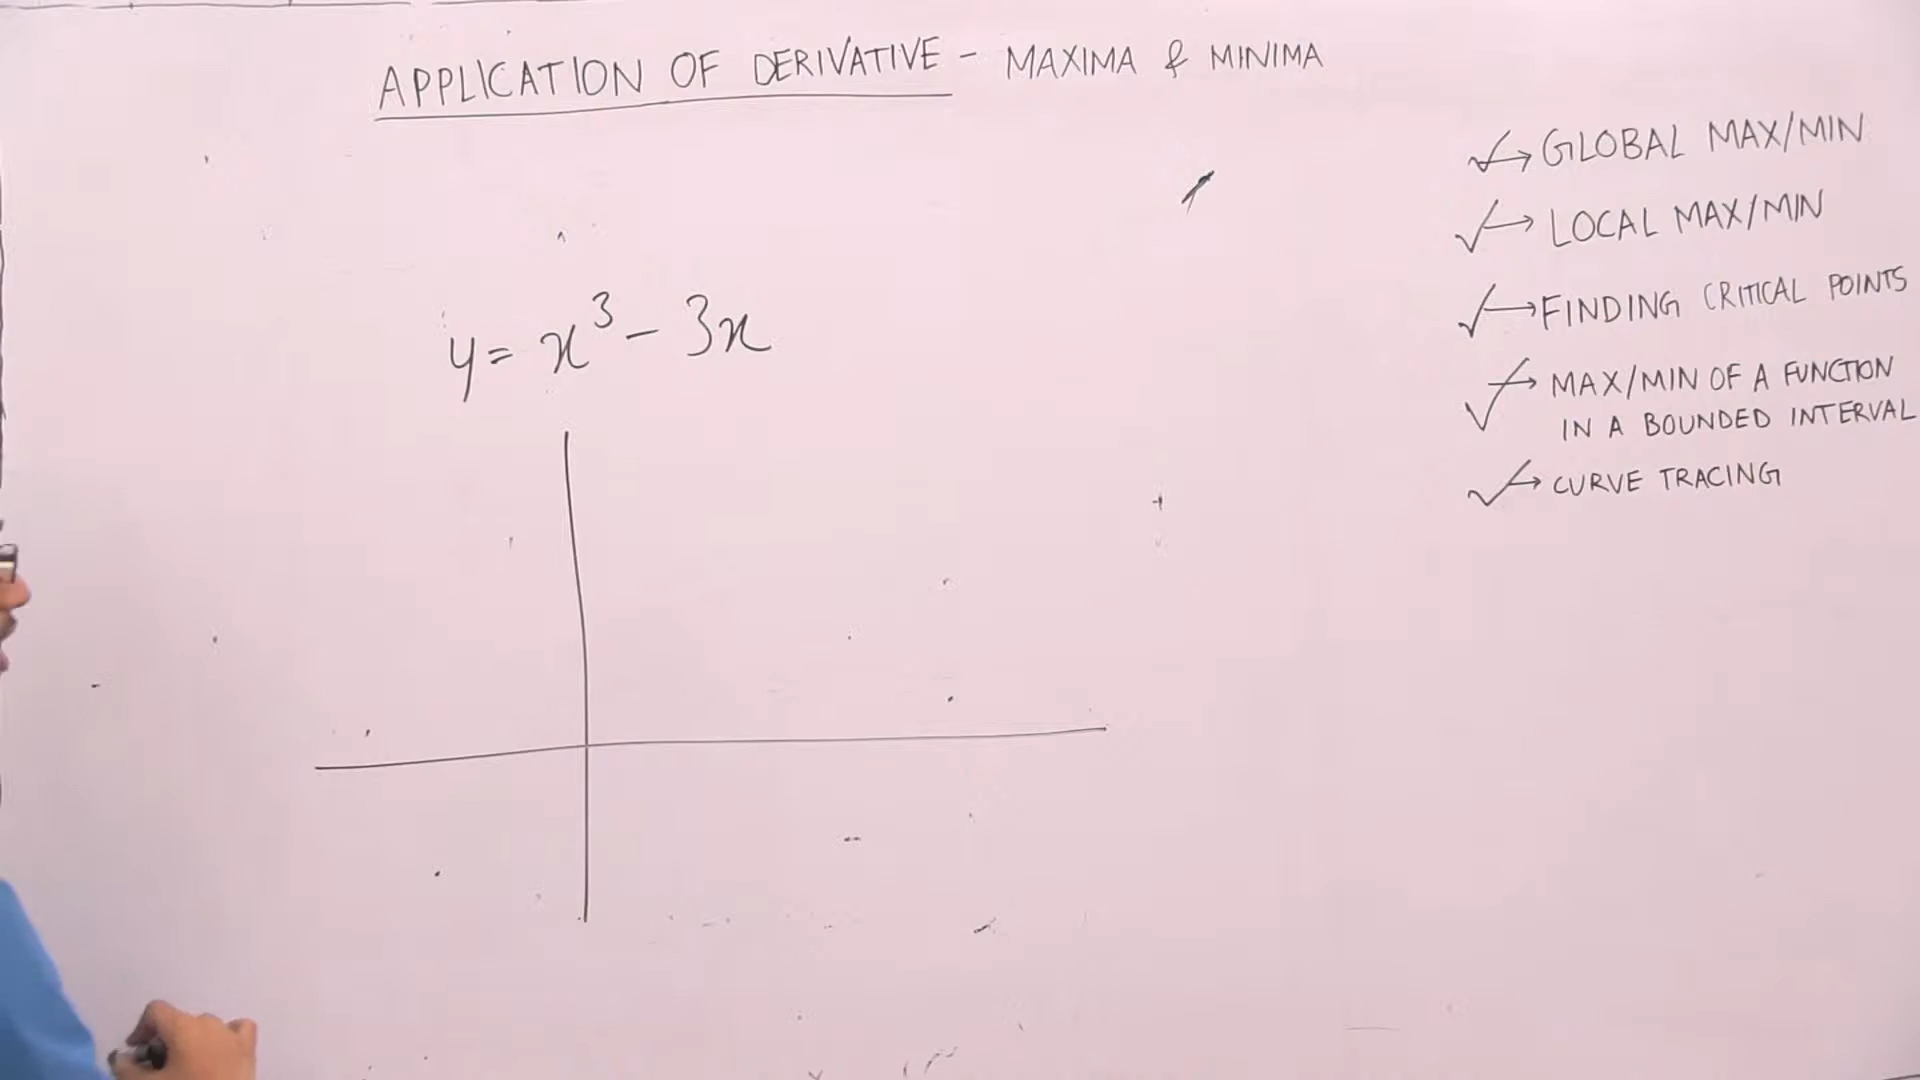 APPLICATION OF DERIVATIVE - MAXIMA & MINIMA
y = x³ - 3x
✓→ GLOBAL MAX/MIN
✓→ LOCAL MAX/MIN
✓→ FINDING CRITICAL POINTS
✓→ MAX/MIN OF A FUNCTION
IN A BOUNDED INTERVAL
✓→ CURVE TRACING